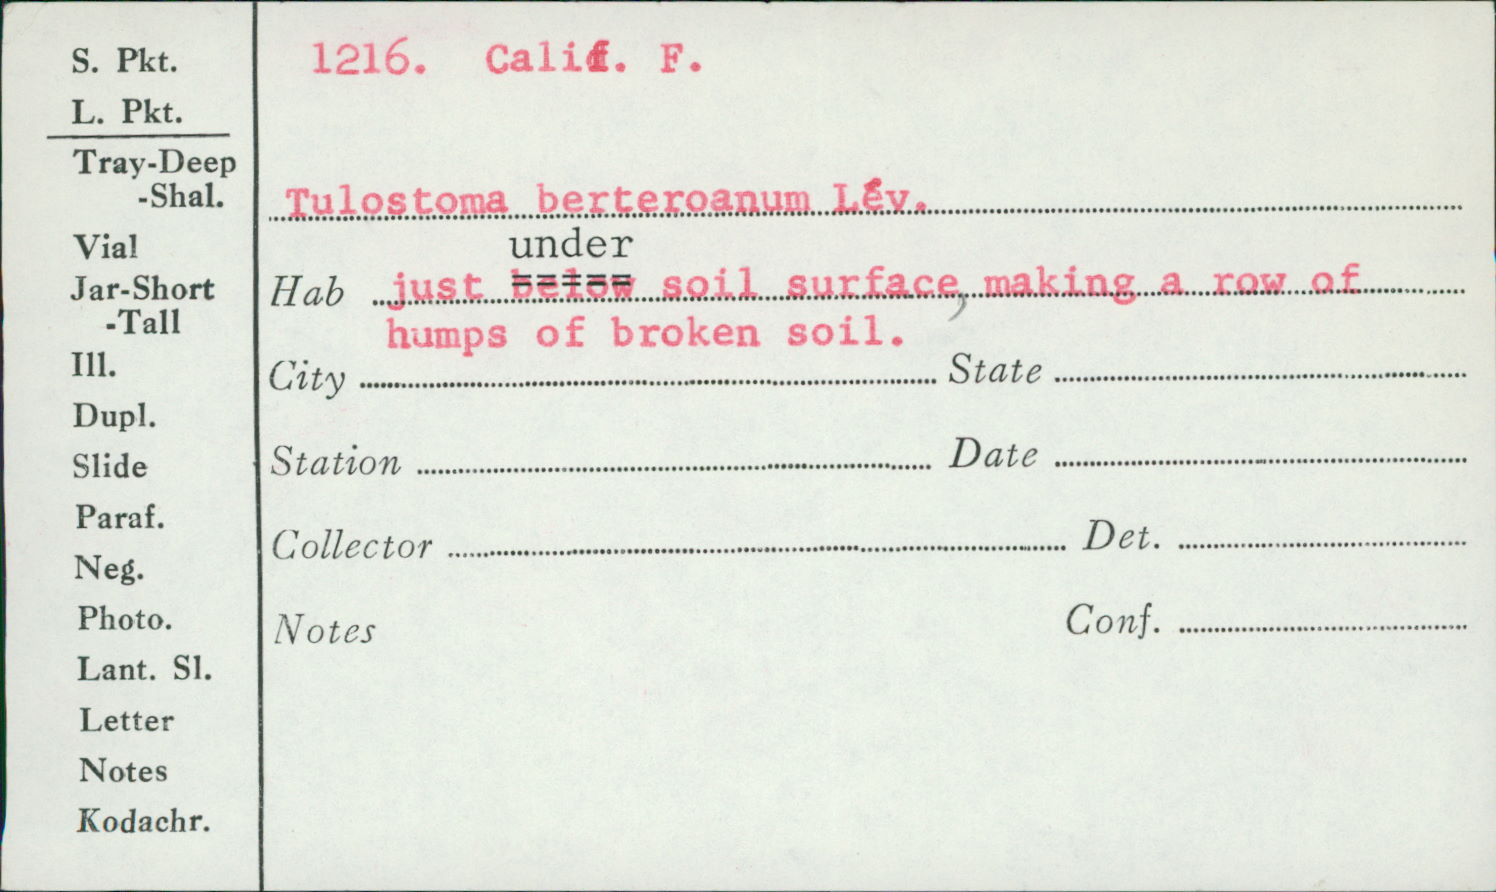 S. Pkt.
L. Pkt.
Tray-Deep
-Shal.
Vial
Jar-Short
-Tall
Ill.
Dupl.
Slide
Paraf.
Neg.
Photo.
Lant. Sl.
Letter
Notes
Kodachr.
1216. Calif. F.
Tulostoma berteroanum Lév.
under
Hab just below soil surface, making a row of
humps of broken soil.
City State
Station Date
Collector Det.
Notes Conf.